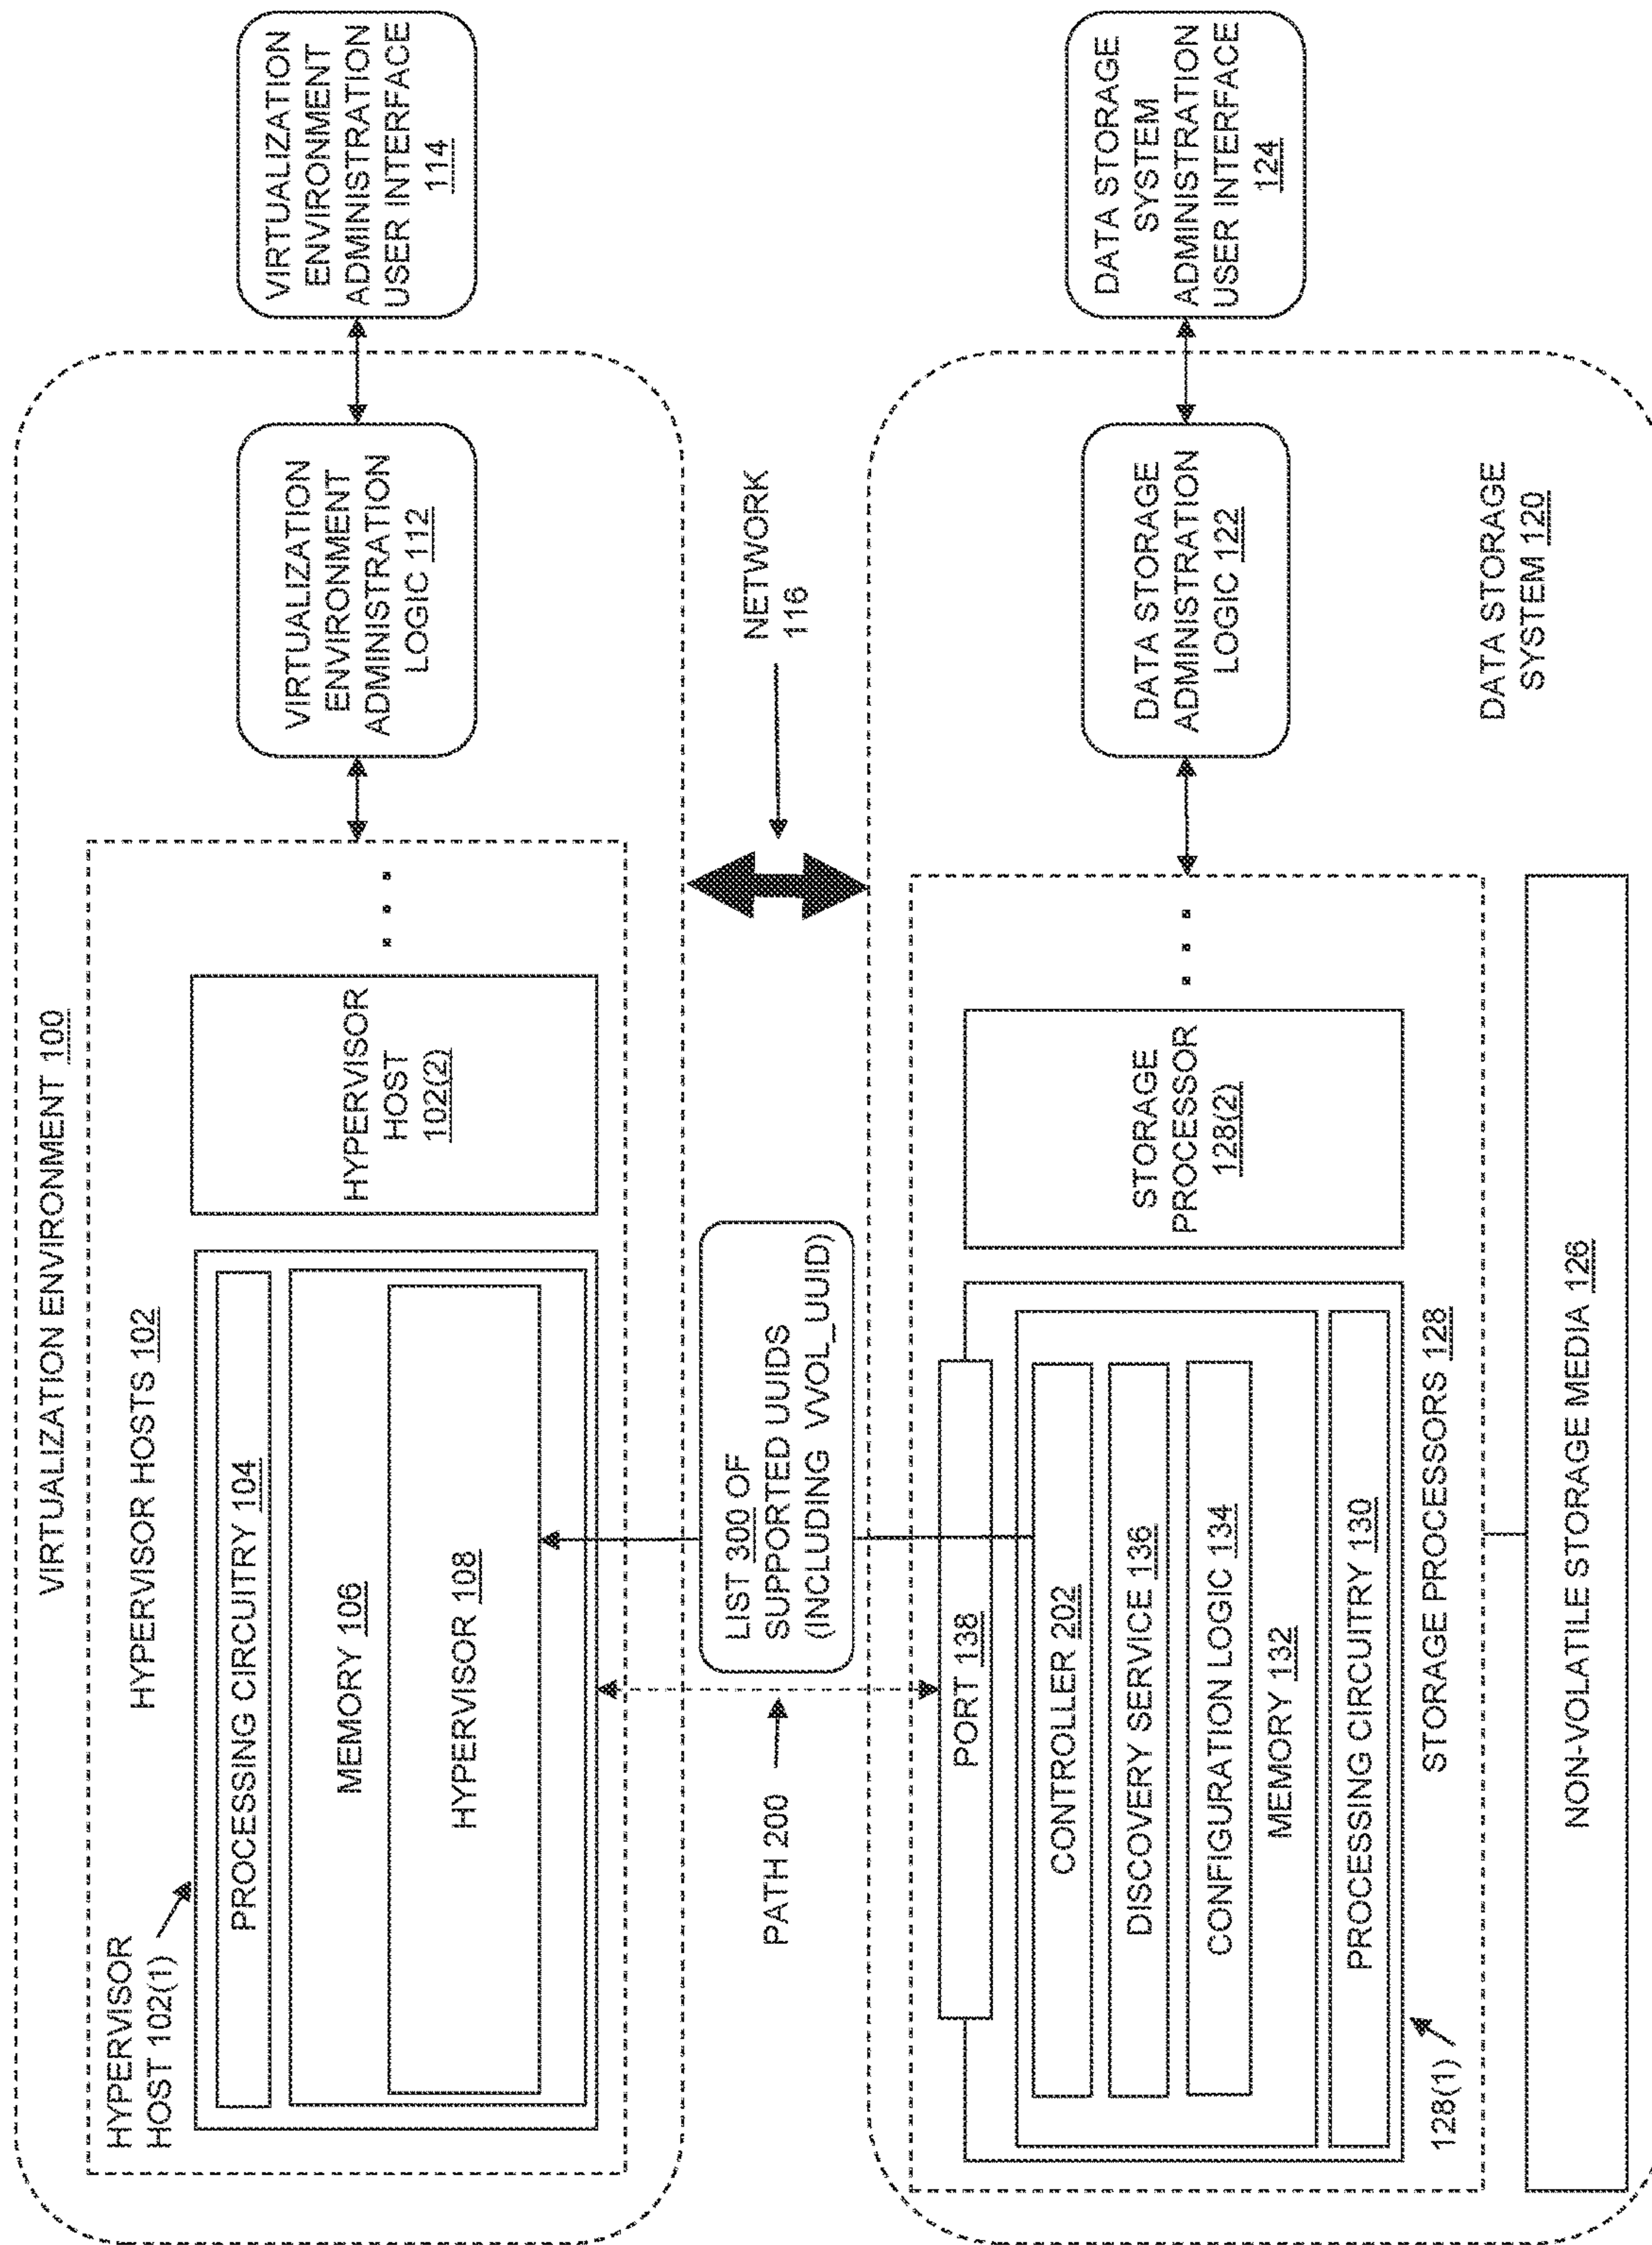 VIRTUALIZATION ENVIRONMENT 100
HYPERVISOR
HOST 102(1)
HYPERVISOR HOSTS 102
PROCESSING CIRCUITRY 104
MEMORY 106
HYPERVISOR 108
HYPERVISOR
HOST
102(2)
VIRTUALIZATION
ENVIRONMENT
ADMINISTRATION
LOGIC 112
VIRTUALIZATION
ENVIRONMENT
ADMINISTRATION
USER INTERFACE
114
PATH 200
LIST 300 OF
SUPPORTED UUIDS
(INCLUDING VVOL_UUID)
NETWORK
116
PORT 138
CONTROLLER 202
DISCOVERY SERVICE 136
CONFIGURATION LOGIC 134
MEMORY 132
PROCESSING CIRCUITRY 130
128(1)
STORAGE PROCESSORS 128
STORAGE
PROCESSOR
128(2)
DATA STORAGE
ADMINISTRATION
LOGIC 122
DATA STORAGE
SYSTEM
ADMINISTRATION
USER INTERFACE
124
DATA STORAGE
SYSTEM 120
NON-VOLATILE STORAGE MEDIA 126